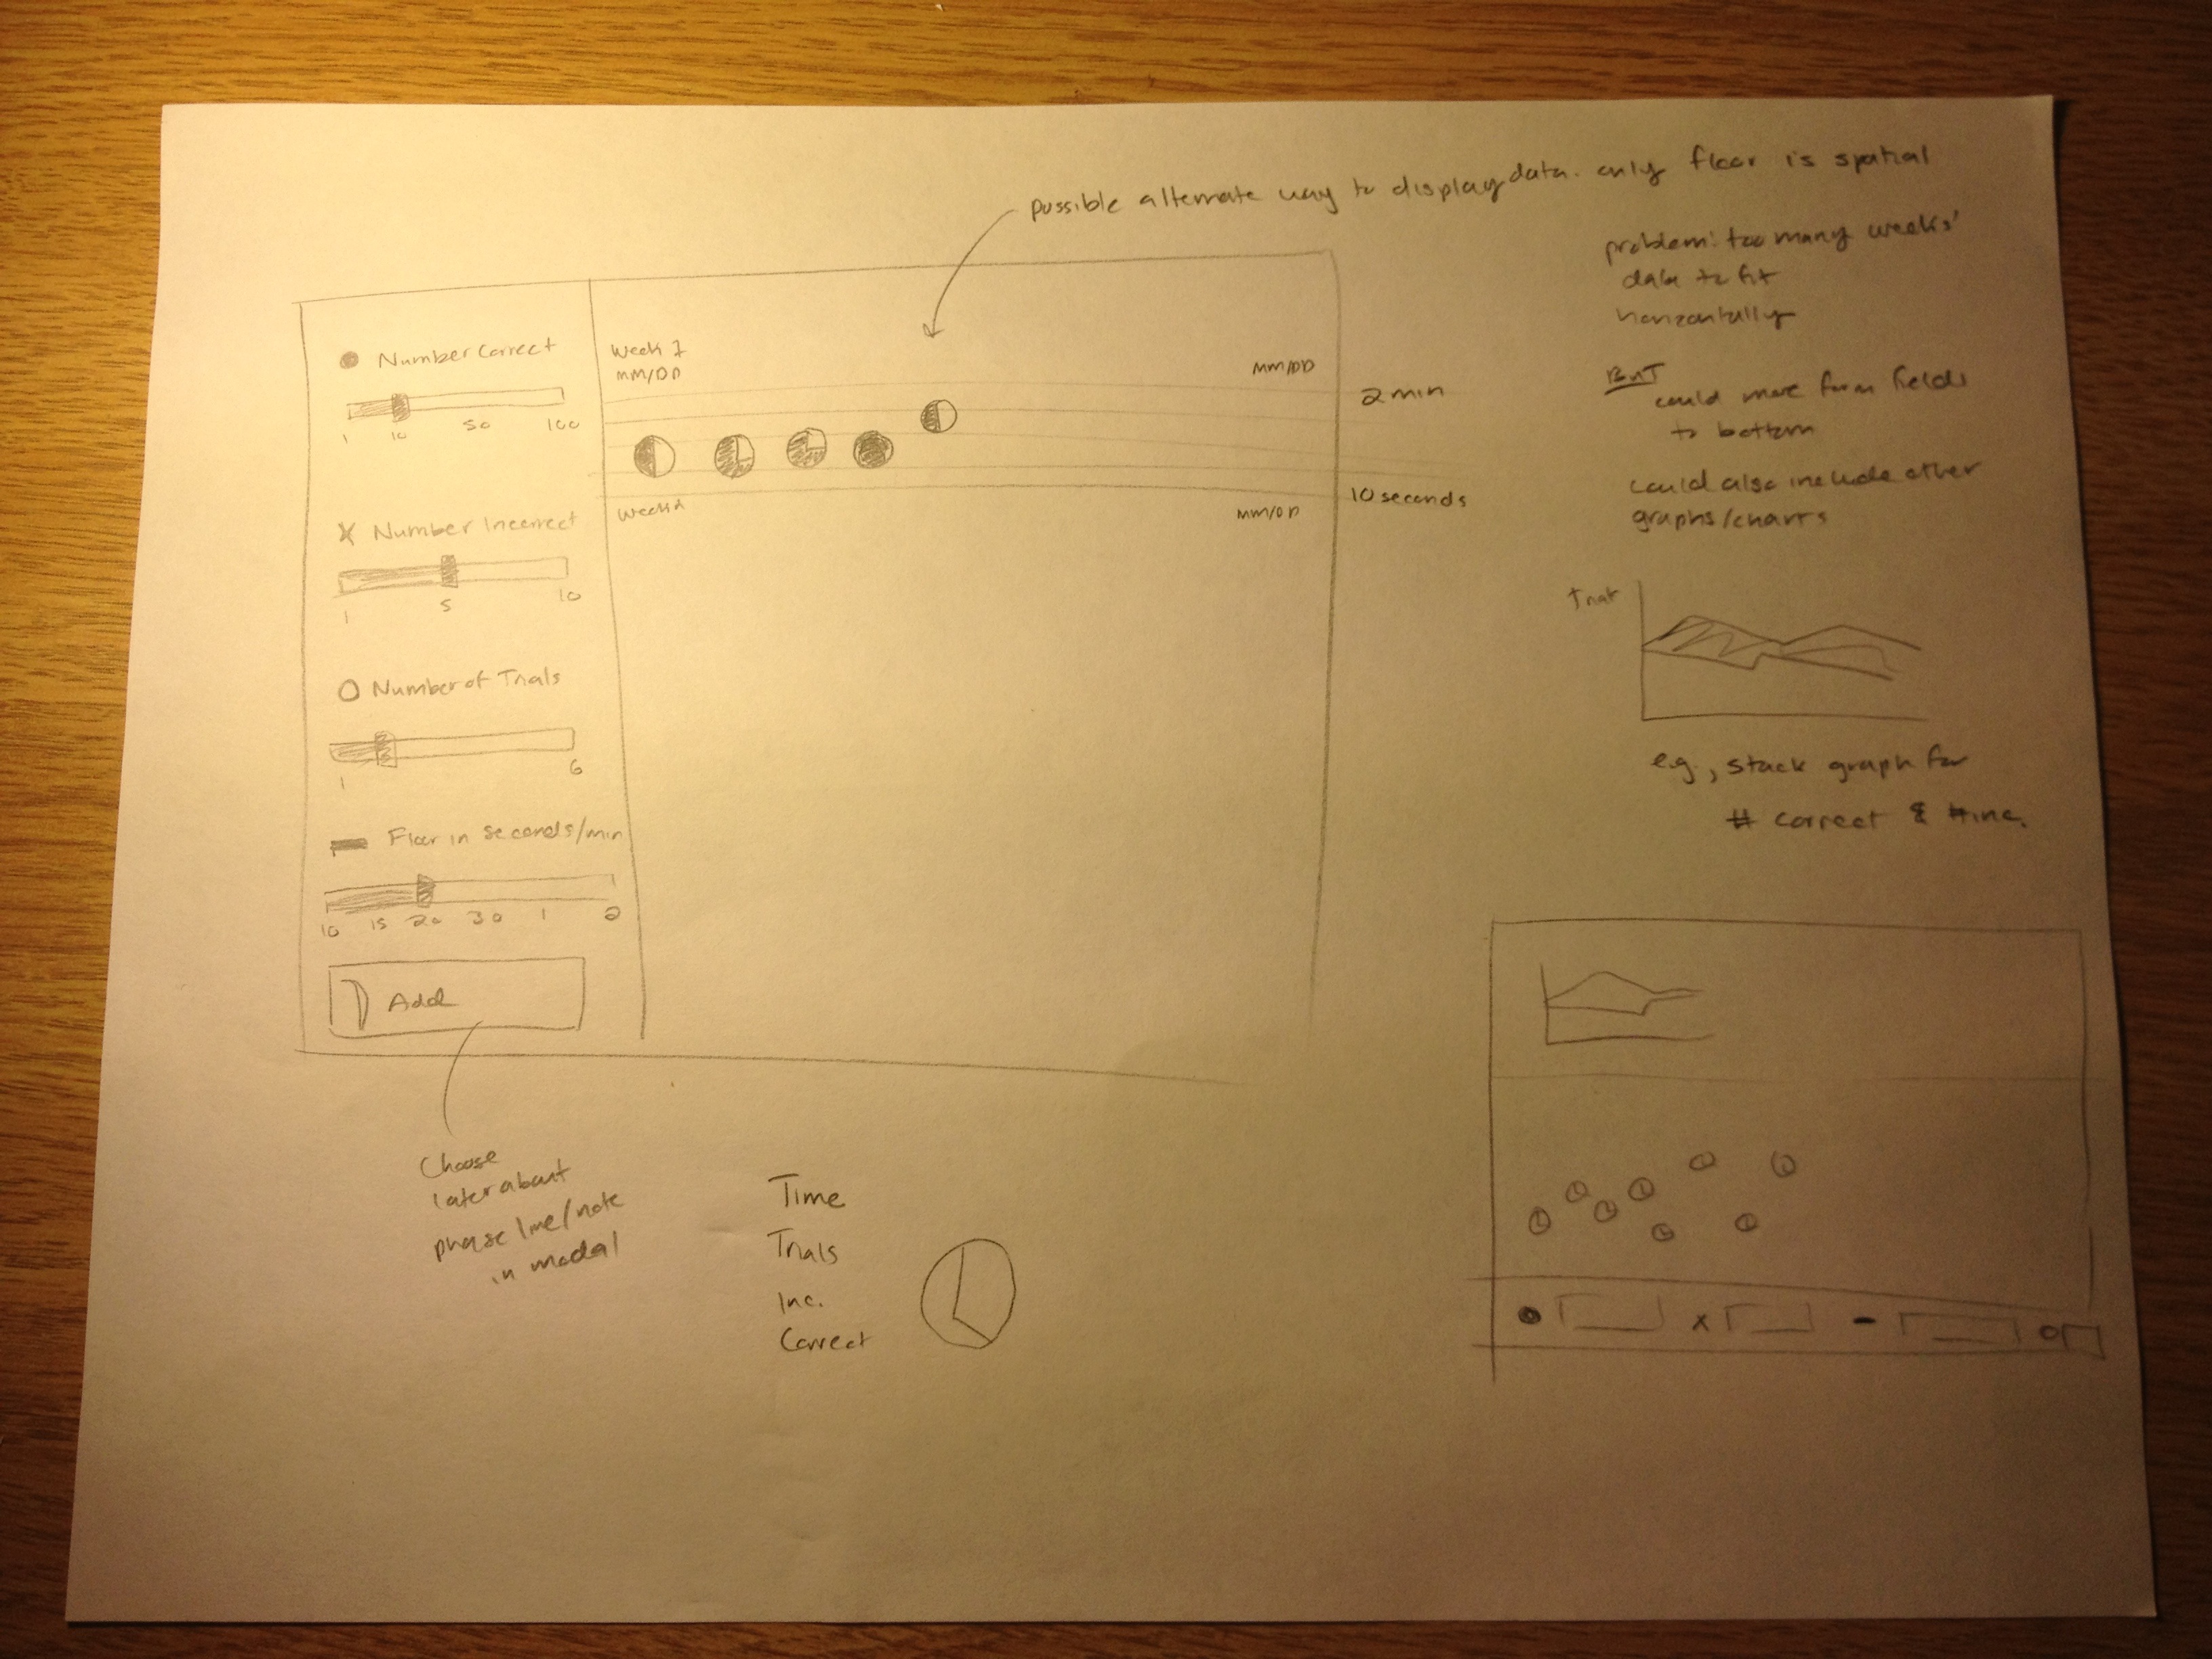 possible alternate way to display data. only floor is spatial
problem: too many weeks'
data to fit
horizontally
BUT
could move form fields
to bottom
could also include other
graphs/charts
e.g., stack graph for
# correct & #inc.
Number Correct
1 10 50 100
X Number Incorrect
1 5 10
Number of Trials
1 6
Floor in seconds/min
10 15 20 30 1 2
Add
Week 1
MM/DD
MM/DD
2 min
10 seconds
Week 2
MM/DD
Choose
later about
phase line/note
in modal
Time
Trials
Inc.
Correct
x